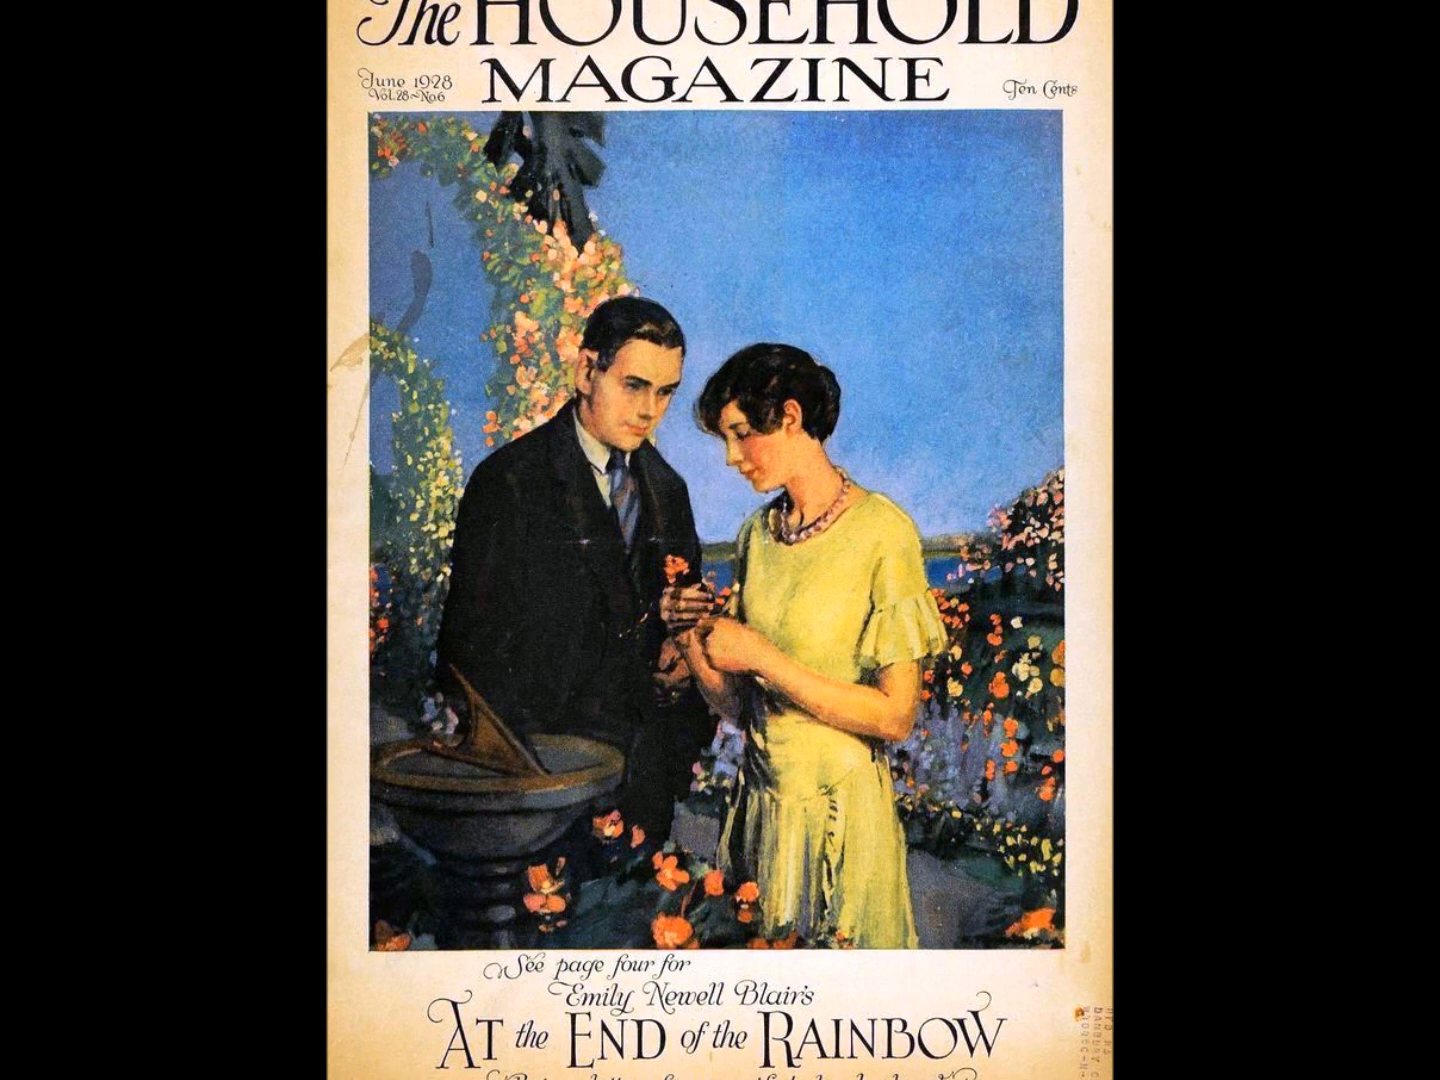 The HOUSEHOLD
MAGAZINE
June 1928
Vol. 28~No.6
Ten Cents
See page four for
Emily Newell Blair's
AT the END of the RAINBOW